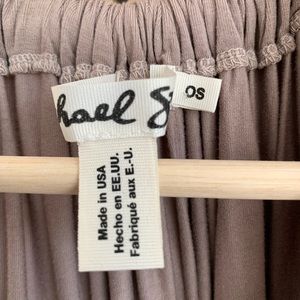 hael S
OS
Made in USA
Hecho en EE.UU.
Fabriqué aux E.-U.